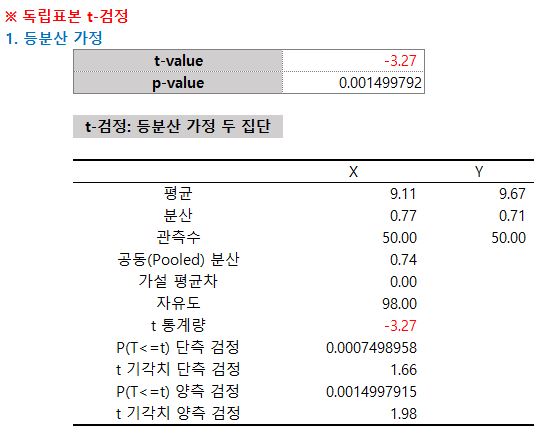 ※ 독립표본 t-검정
1. 등분산 가정
t-value -3.27
p-value 0.001499792
t-검정: 등분산 가정 두 집단
X Y
평균 9.11 9.67
분산 0.77 0.71
관측수 50.00 50.00
공동(Pooled) 분산 0.74
가설 평균차 0.00
자유도 98.00
t 통계량 -3.27
P(T<=t) 단측 검정 0.0007498958
t 기각치 단측 검정 1.66
P(T<=t) 양측 검정 0.0014997915
t 기각치 양측 검정 1.98